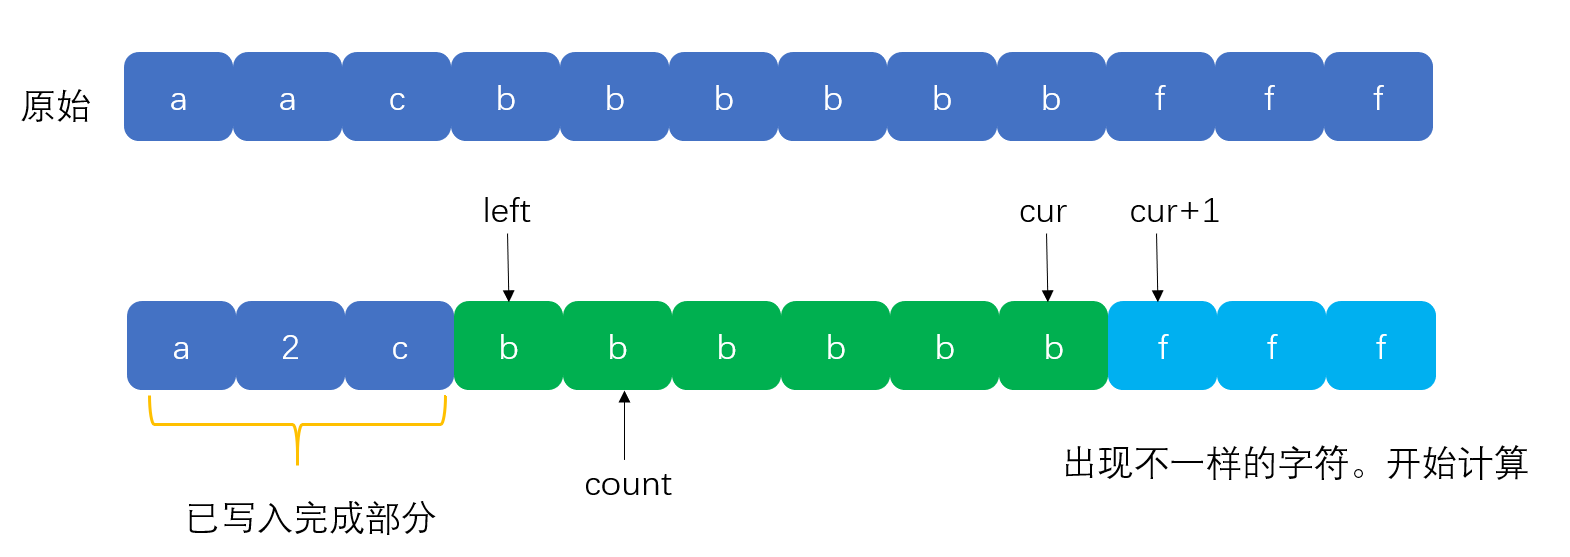 原始 a a c b b b b b b f f f
left cur cur+1
a 2 c b b b b b b f f f
count
出现不一样的字符。开始计算
已写入完成部分